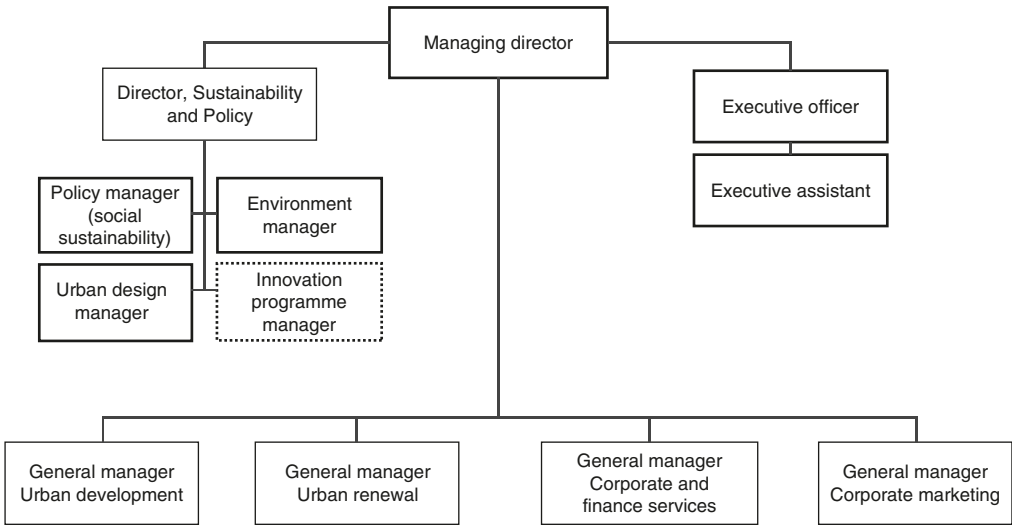 Managing director
Director, Sustainability
and Policy
Executive officer
Executive assistant
Policy manager
(social
sustainability)
Environment
manager
Urban design
manager
Innovation
programme
manager
General manager
Urban development
General manager
Urban renewal
General manager
Corporate and
finance services
General manager
Corporate marketing